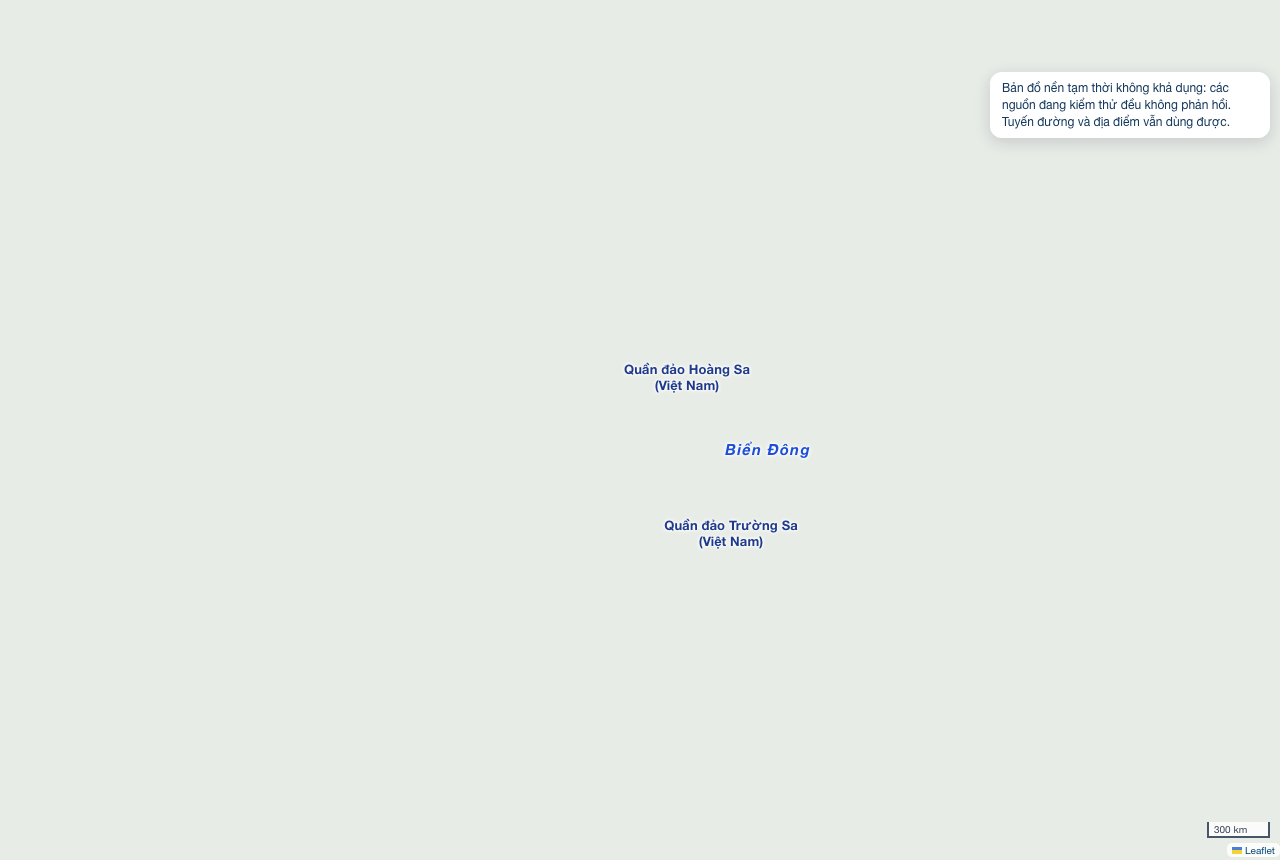 Bản đồ nền tạm thời không khả dụng: các
nguồn đang kiểm thử đều không phản hồi.
Tuyến đường và địa điểm vẫn dùng được.
Quần đảo Hoàng Sa
(Việt Nam)
Biển Đông
Quần đảo Trường Sa
(Việt Nam)
300 km
Leaflet